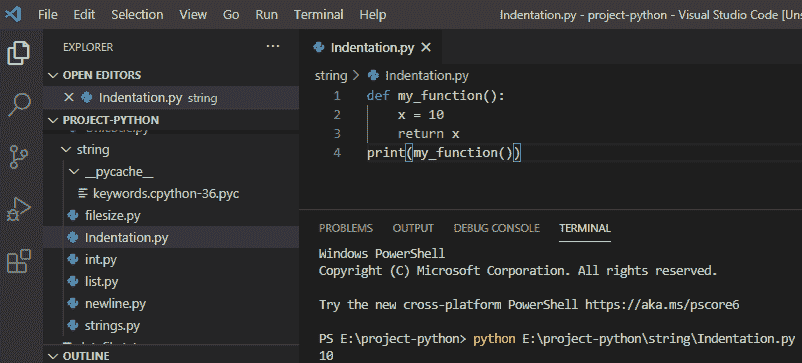 File Edit Selection View Go Run Terminal Help Indentation.py - project-python - Visual Studio Code [Uns
EXPLORER ...
OPEN EDITORS
Indentation.py string
PROJECT-PYTHON
string
__pycache__
keywords.cpython-36.pyc
filesize.py
Indentation.py
int.py
list.py
newline.py
strings.py
OUTLINE
Indentation.py
string > Indentation.py
1 def my_function():
2 x = 10
3 return x
4 print(my_function())
PROBLEMS OUTPUT DEBUG CONSOLE TERMINAL
Windows PowerShell
Copyright (C) Microsoft Corporation. All rights reserved.
Try the new cross-platform PowerShell https://aka.ms/pscore6
PS E:\project-python> python E:\project-python\string\Indentation.py
10